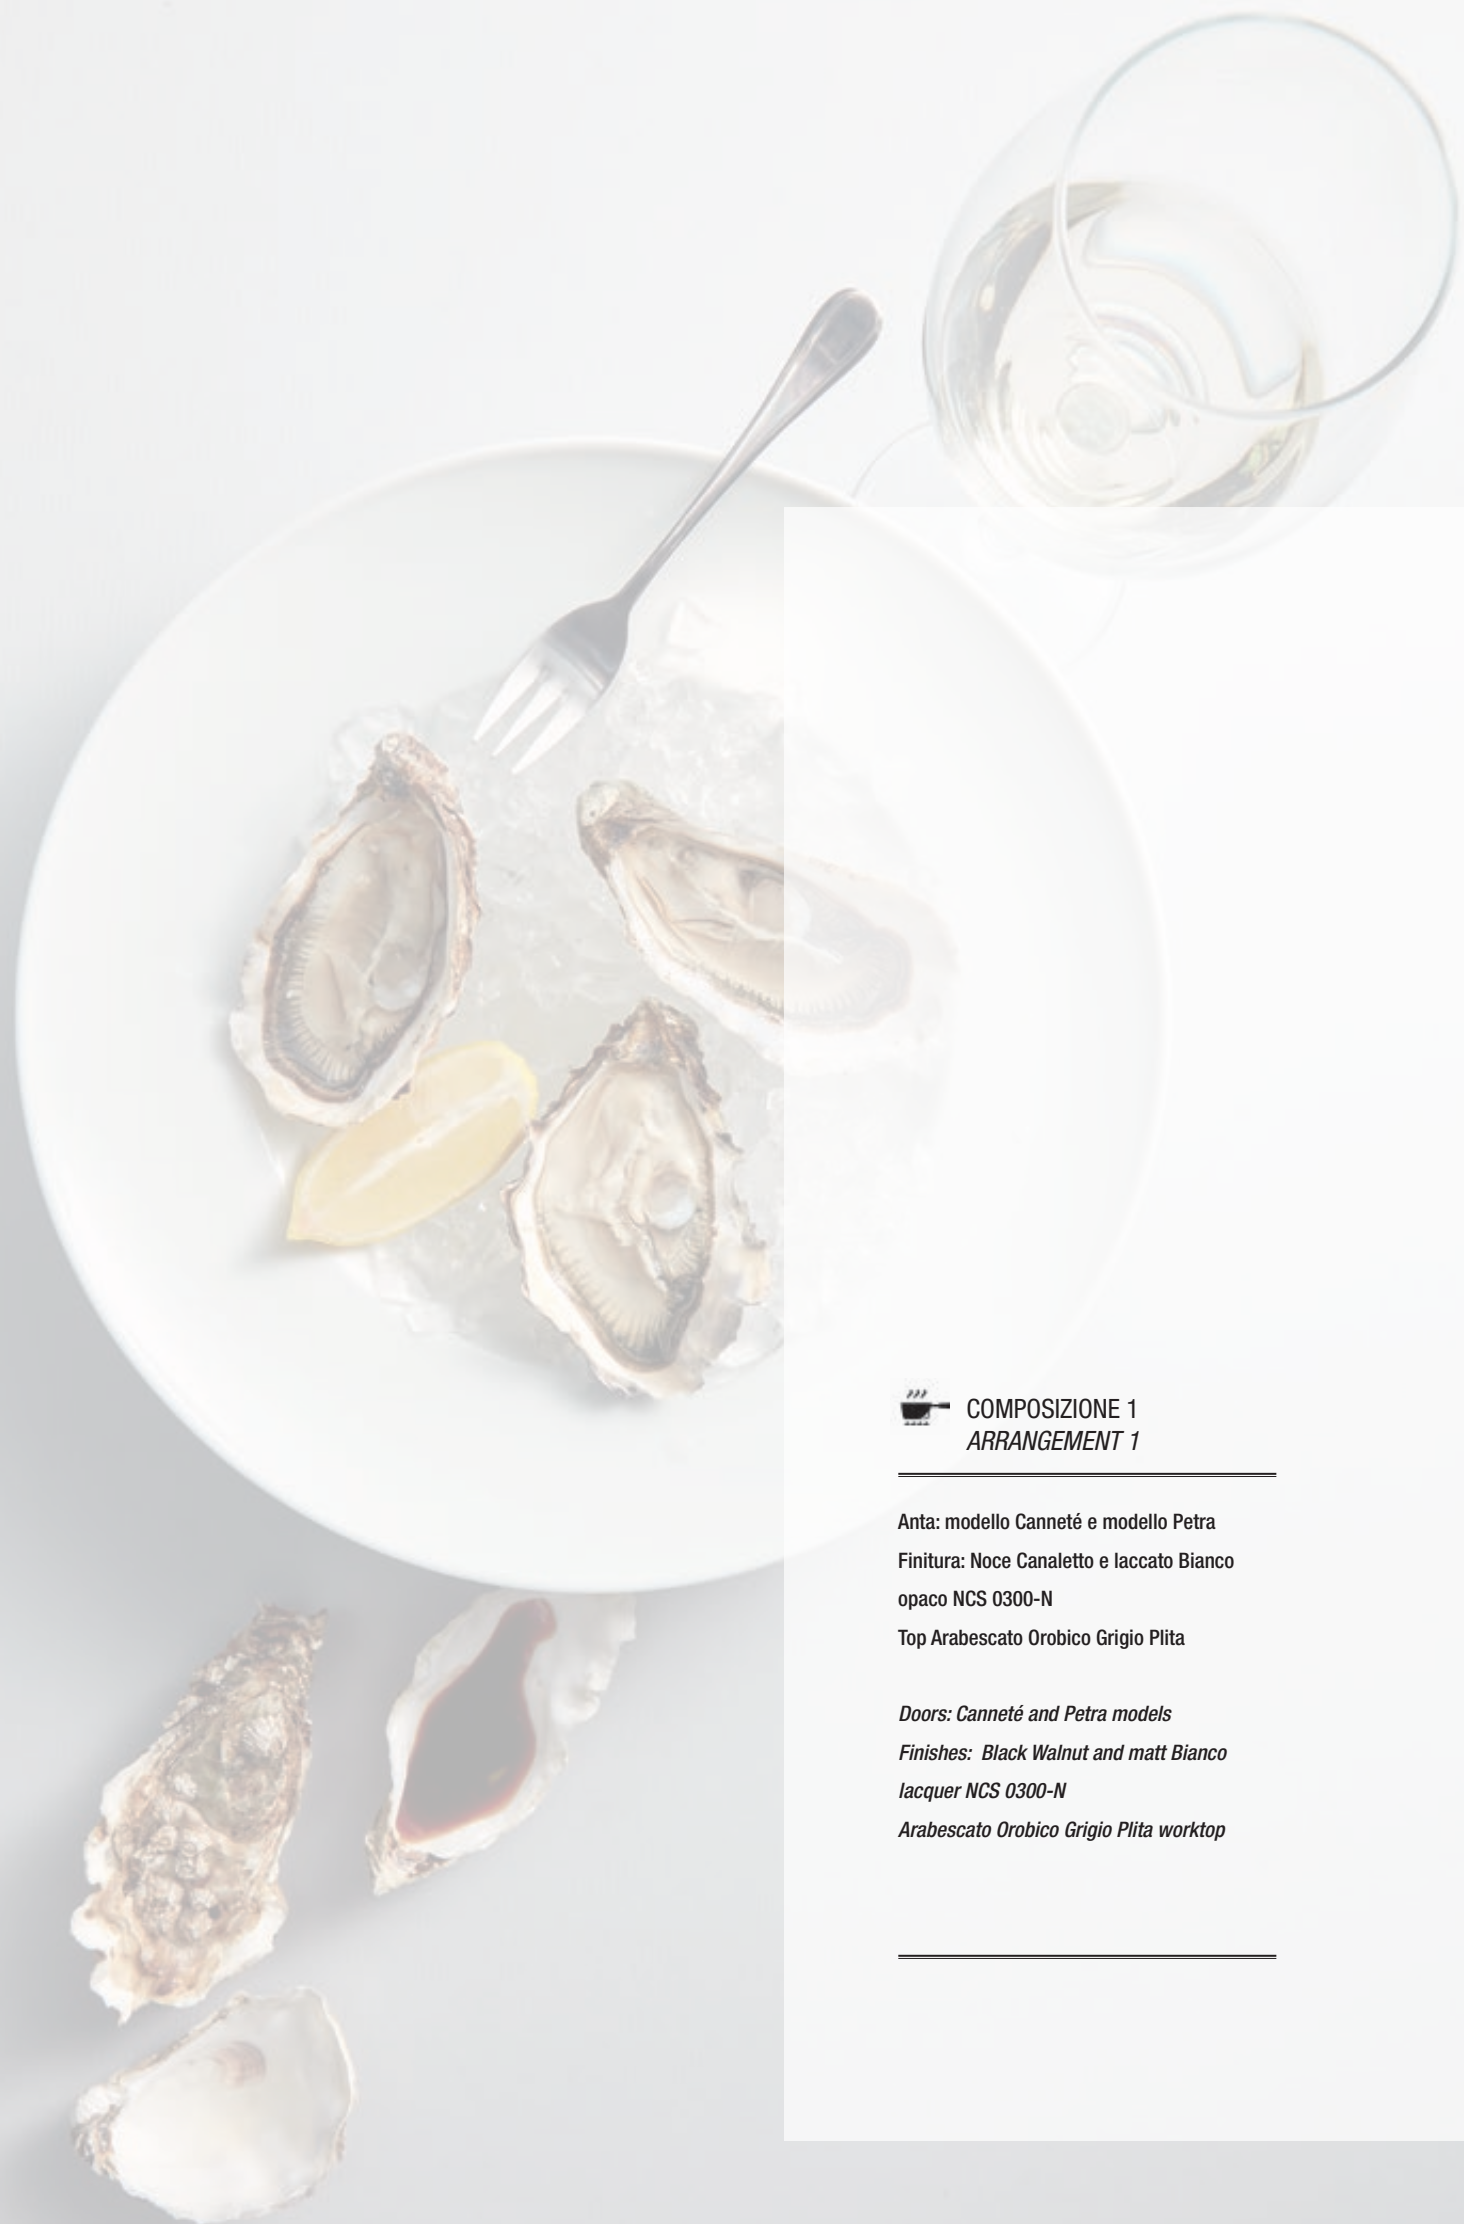 COMPOSIZIONE 1
ARRANGEMENT 1
Anta: modello Canneté e modello Petra
Finitura: Noce Canaletto e laccato Bianco
opaco NCS 0300-N
Top Arabescato Orobico Grigio Plita
Doors: Canneté and Petra models
Finishes:  Black Walnut and matt Bianco
lacquer NCS 0300-N
Arabescato Orobico Grigio Plita worktop